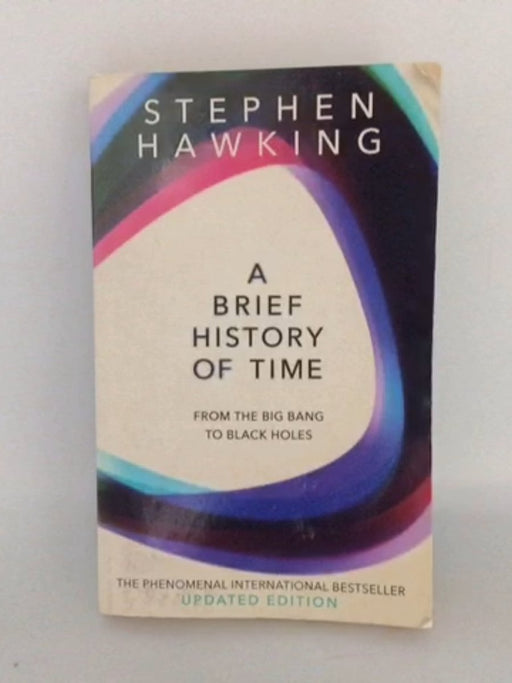 STEPHEN
HAWKING
A
BRIEF
HISTORY
OF TIME
FROM THE BIG BANG
TO BLACK HOLES
THE PHENOMENAL INTERNATIONAL BESTSELLER
UPDATED EDITION